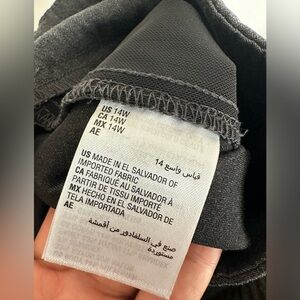 US 14W
CA 14W
MX 14W
AE
قياس واسع 14
US MADE IN EL SALVADOR OF
IMPORTED FABRIC
CA FABRIQUÉ AU SALVADOR À
PARTIR DE TISSU IMPORTÉ
MX HECHO EN EL SALVADOR DE
TELA IMPORTADA
AE
صنع في السلفادور من أقمشة
مستوردة